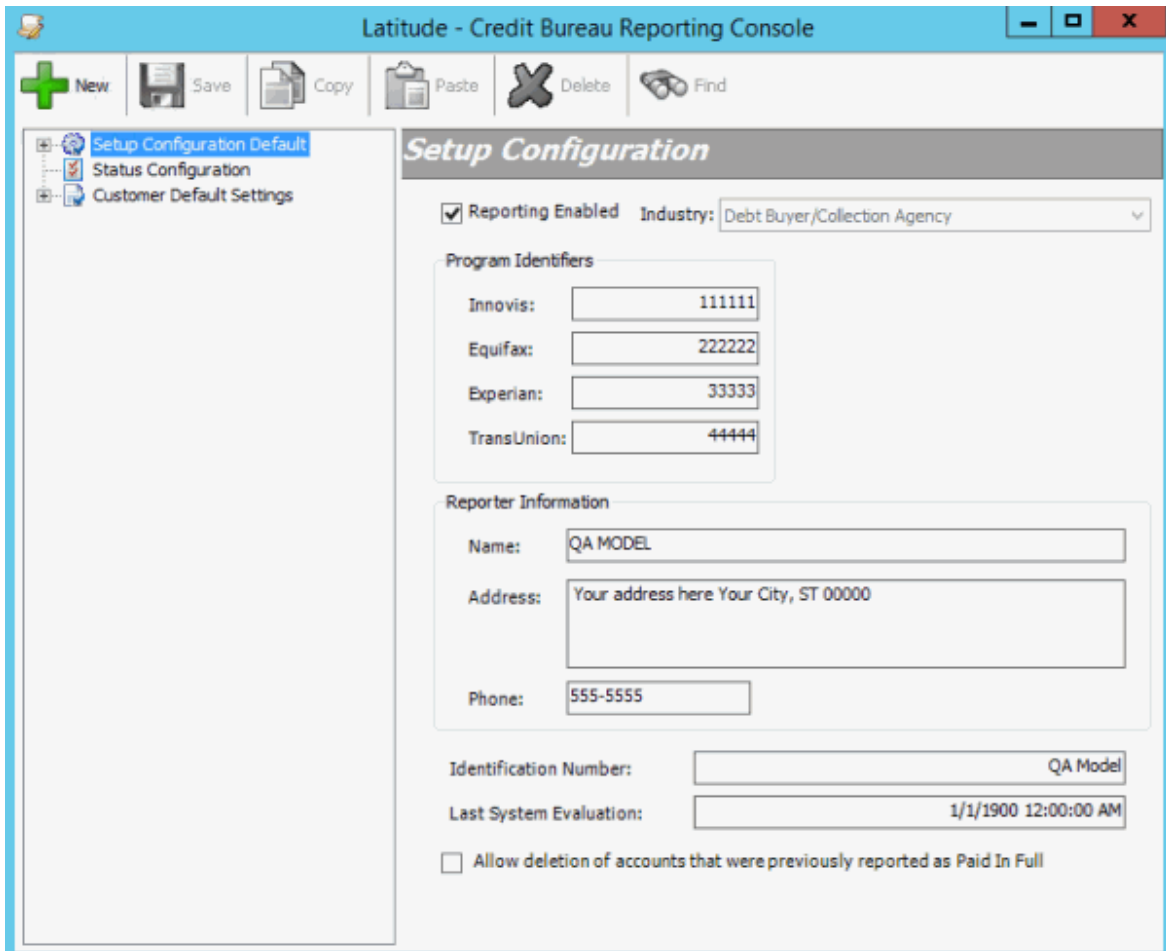 Latitude - Credit Bureau Reporting Console
New Save Copy Paste Delete Find
Setup Configuration Default
Status Configuration
Customer Default Settings
Setup Configuration
Reporting Enabled Industry: Debt Buyer/Collection Agency
Program Identifiers
Innovis: 111111
Equifax: 222222
Experian: 33333
TransUnion: 44444
Reporter Information
Name: QA MODEL
Address: Your address here Your City, ST 00000
Phone: 555-5555
Identification Number: QA Model
Last System Evaluation: 1/1/1900 12:00:00 AM
Allow deletion of accounts that were previously reported as Paid In Full